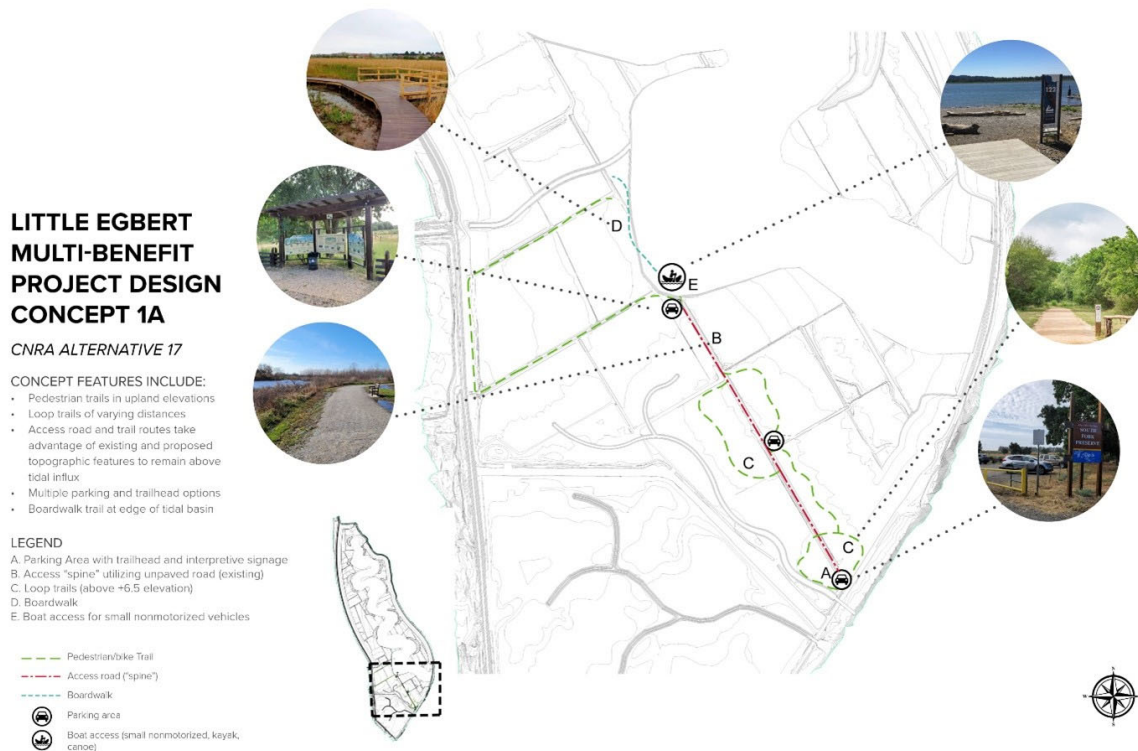 LITTLE EGBERT
MULTI-BENEFIT
PROJECT DESIGN
CONCEPT 1A
CNRA ALTERNATIVE 17
CONCEPT FEATURES INCLUDE:
• Pedestrian trails in upland elevations
• Loop trails of varying distances
• Access road and trail routes take
advantage of existing and proposed
topographic features to remain above
tidal influx
• Multiple parking and trailhead options
• Boardwalk trail at edge of tidal basin
LEGEND
A. Parking Area with trailhead and interpretive signage
B. Access "spine" utilizing unpaved road (existing)
C. Loop trails (above +6.5 elevation)
D. Boardwalk
E. Boat access for small nonmotorized vehicles
Pedestrian/bike Trail
Access road ("spine")
Boardwalk
Parking area
Boat access (small nonmotorized, kayak,
canoe)
D
E
B
C
C
A
123